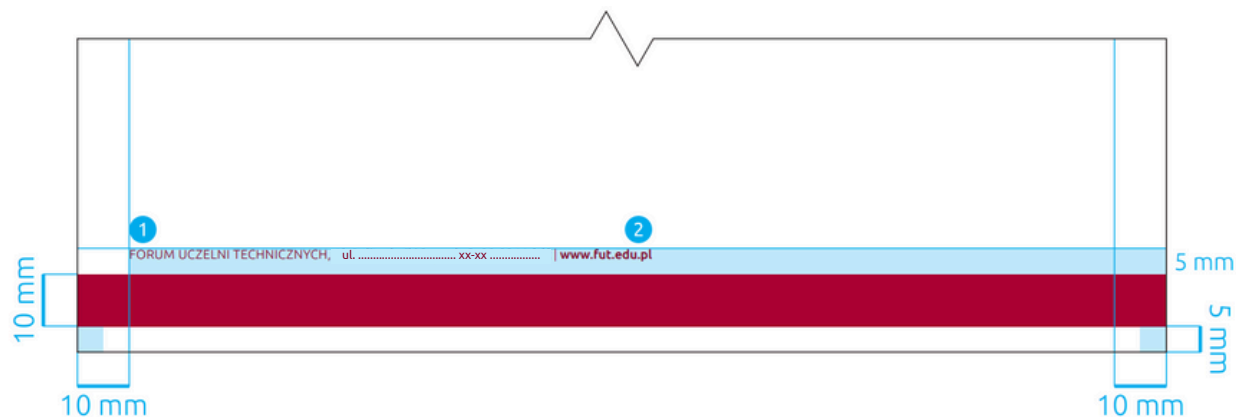 1
2
FORUM UCZELNI TECHNICZNYCH, ul. ................................. xx-xx ................. | www.fut.edu.pl
5 mm
10 mm
5 mm
10 mm
10 mm